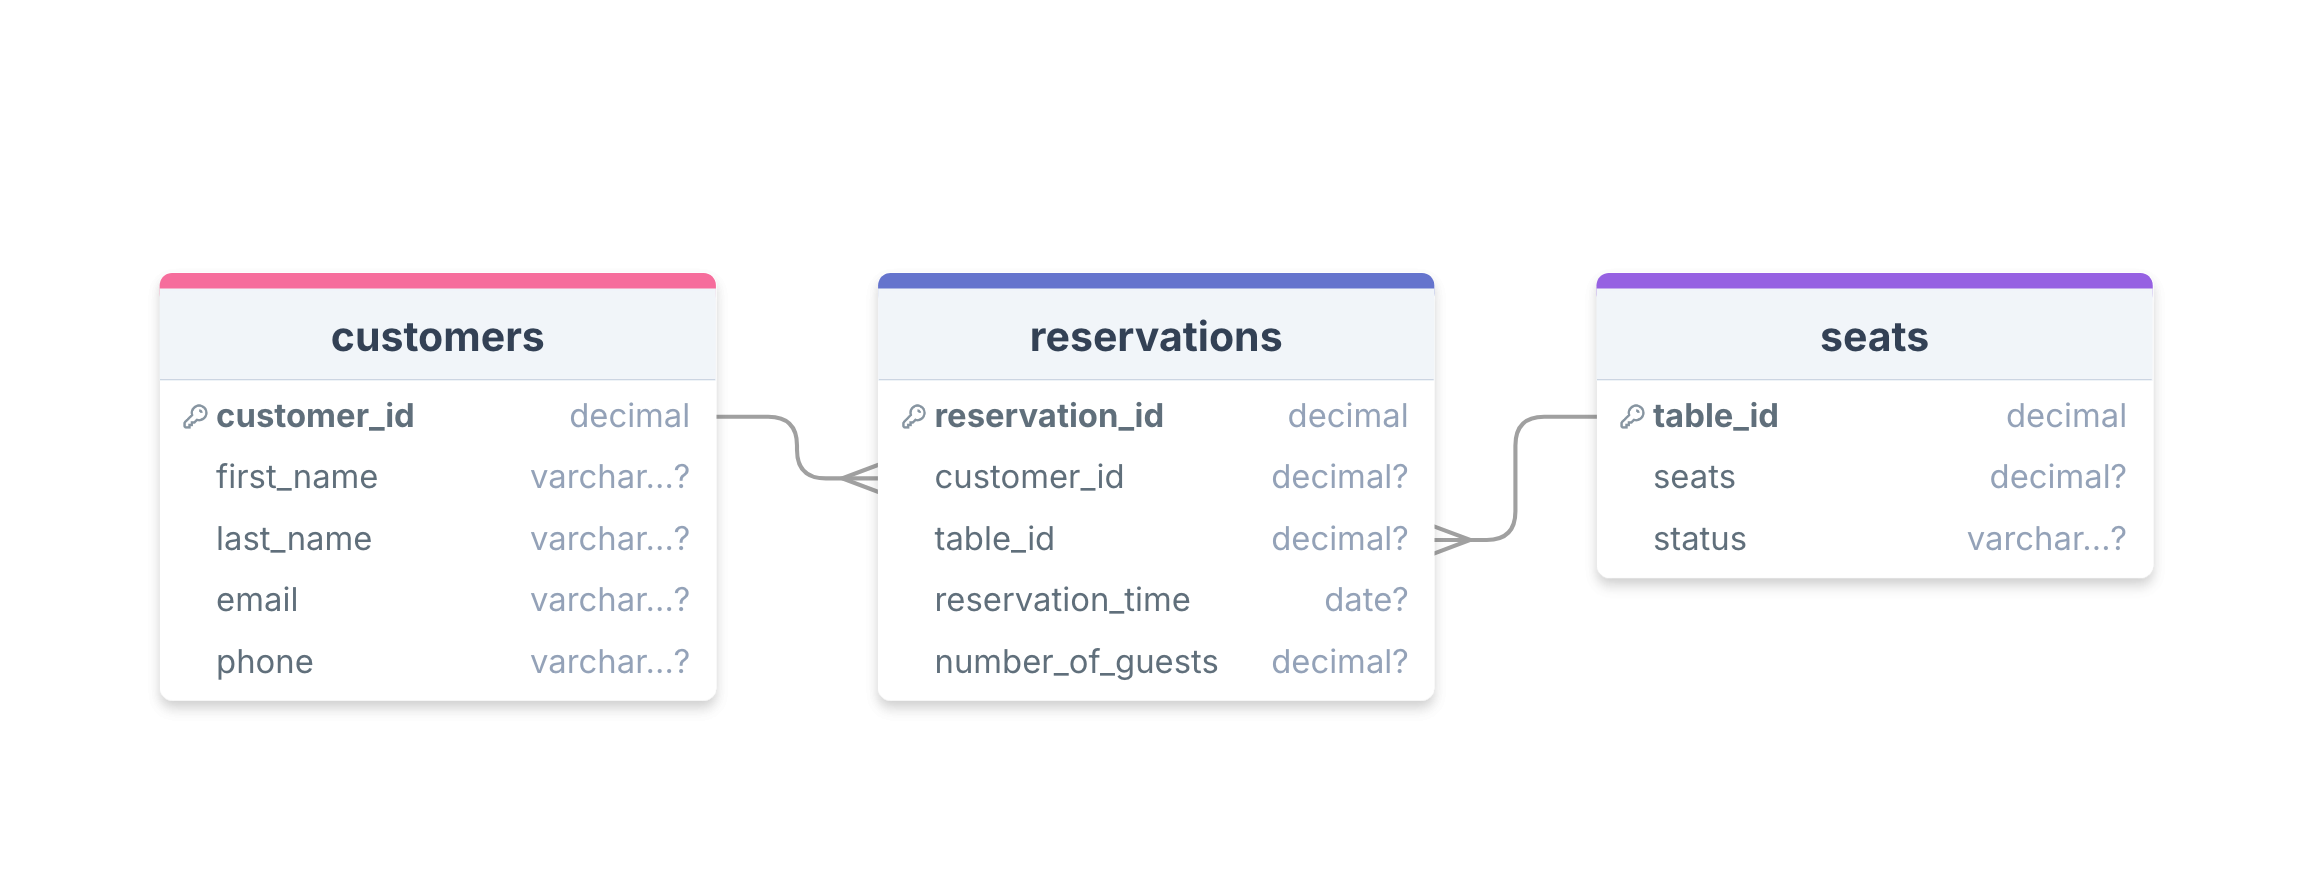 customers
customer_id decimal
first_name varchar...?
last_name varchar...?
email varchar...?
phone varchar...?
reservations
reservation_id decimal
customer_id decimal?
table_id decimal?
reservation_time date?
number_of_guests decimal?
seats
table_id decimal
seats decimal?
status varchar...?